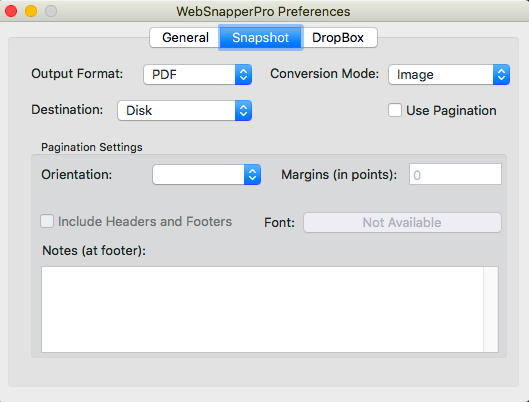 WebSnapperPro Preferences
General Snapshot DropBox
Output Format: PDF Conversion Mode: Image
Destination: Disk Use Pagination
Pagination Settings
Orientation: Margins (in points): 0
Include Headers and Footers Font: Not Available
Notes (at footer):